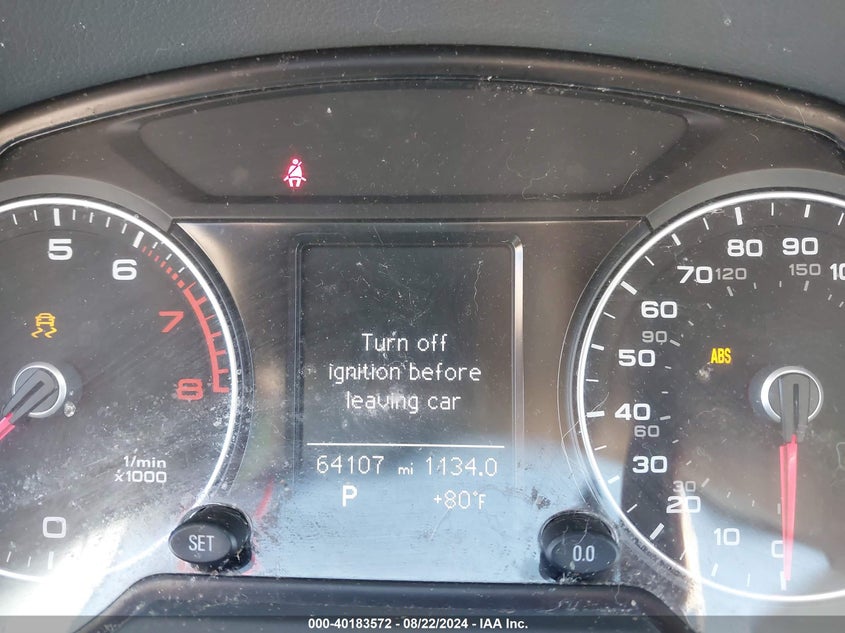 5
6
7
8
1/min
x1000
0
SET
Turn off
ignition before
leaving car
64107 mi 1134.0
P +80°F
0.0
80 90
70 120 150
60
90
50
ABS
40
60
30
30
20
10
0
000-40183572 - 08/22/2024 - IAA Inc.